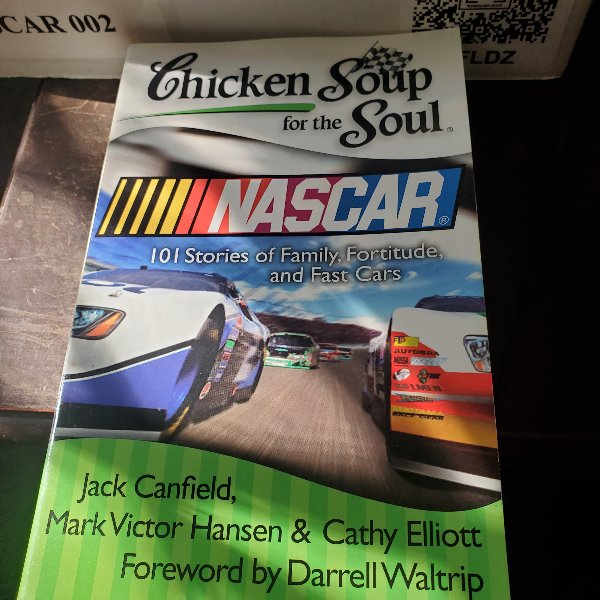 SCAR 002
FLDZ
Chicken Soup
for the Soul®
NASCAR®
101 Stories of Family, Fortitude,
and Fast Cars
Jack Canfield,
Mark Victor Hansen & Cathy Elliott
Foreword by Darrell Waltrip